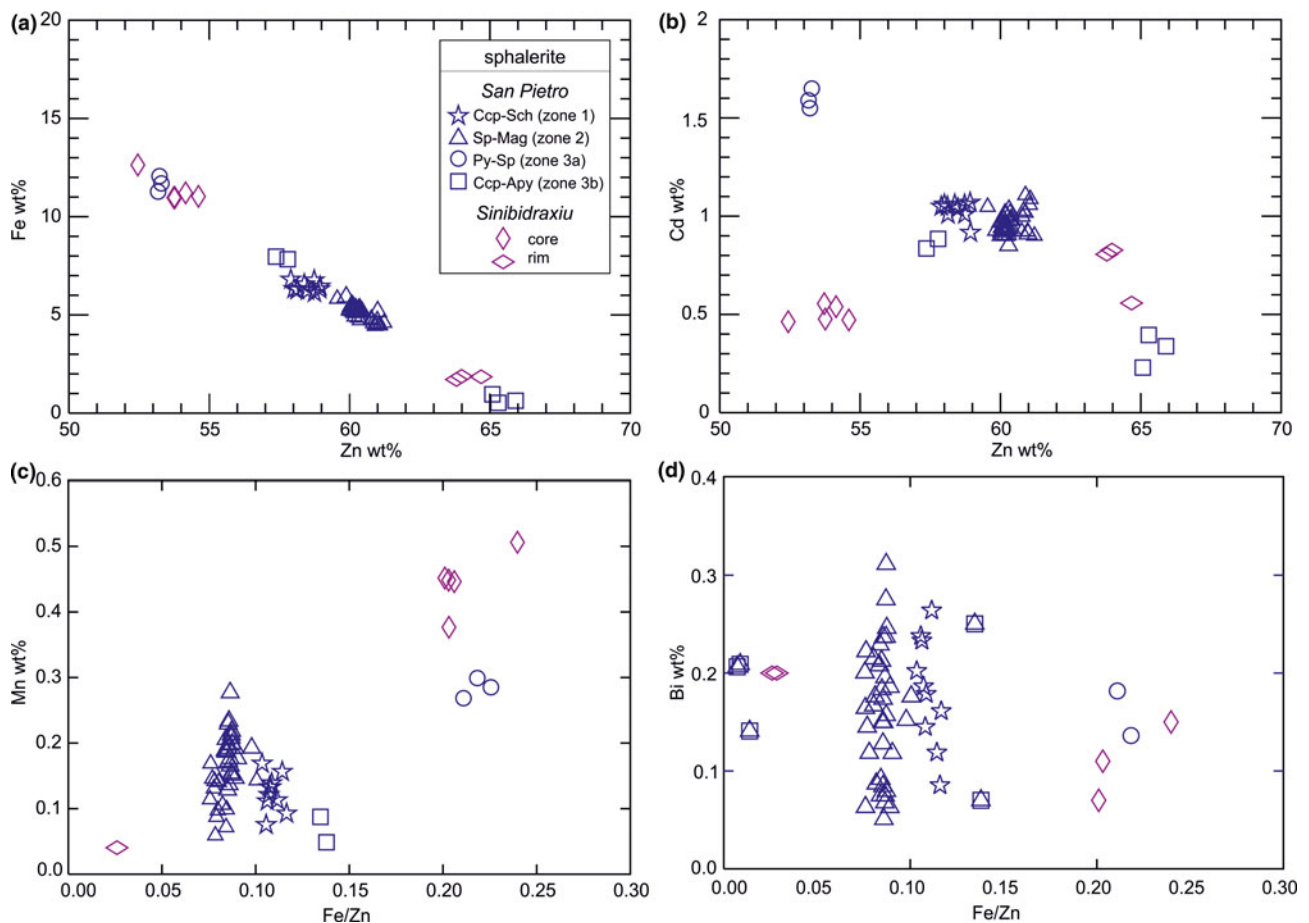 (a)
20
15
10
5
0
Fe wt%
50 55 60 65 70
Zn wt%
sphalerite
San Pietro
Ccp-Sch (zone 1)
Sp-Mag (zone 2)
Py-Sp (zone 3a)
Ccp-Apy (zone 3b)
Sinibidraxiu
core
rim
(b)
2
1.5
1
0.5
0
Cd wt%
50 55 60 65 70
Zn wt%
(c)
0.6
0.5
0.4
0.3
0.2
0.1
0.0
Mn wt%
0.00 0.05 0.10 0.15 0.20 0.25 0.30
Fe/Zn
(d)
0.4
0.3
0.2
0.1
0.0
Bi wt%
0.00 0.05 0.10 0.15 0.20 0.25 0.30
Fe/Zn